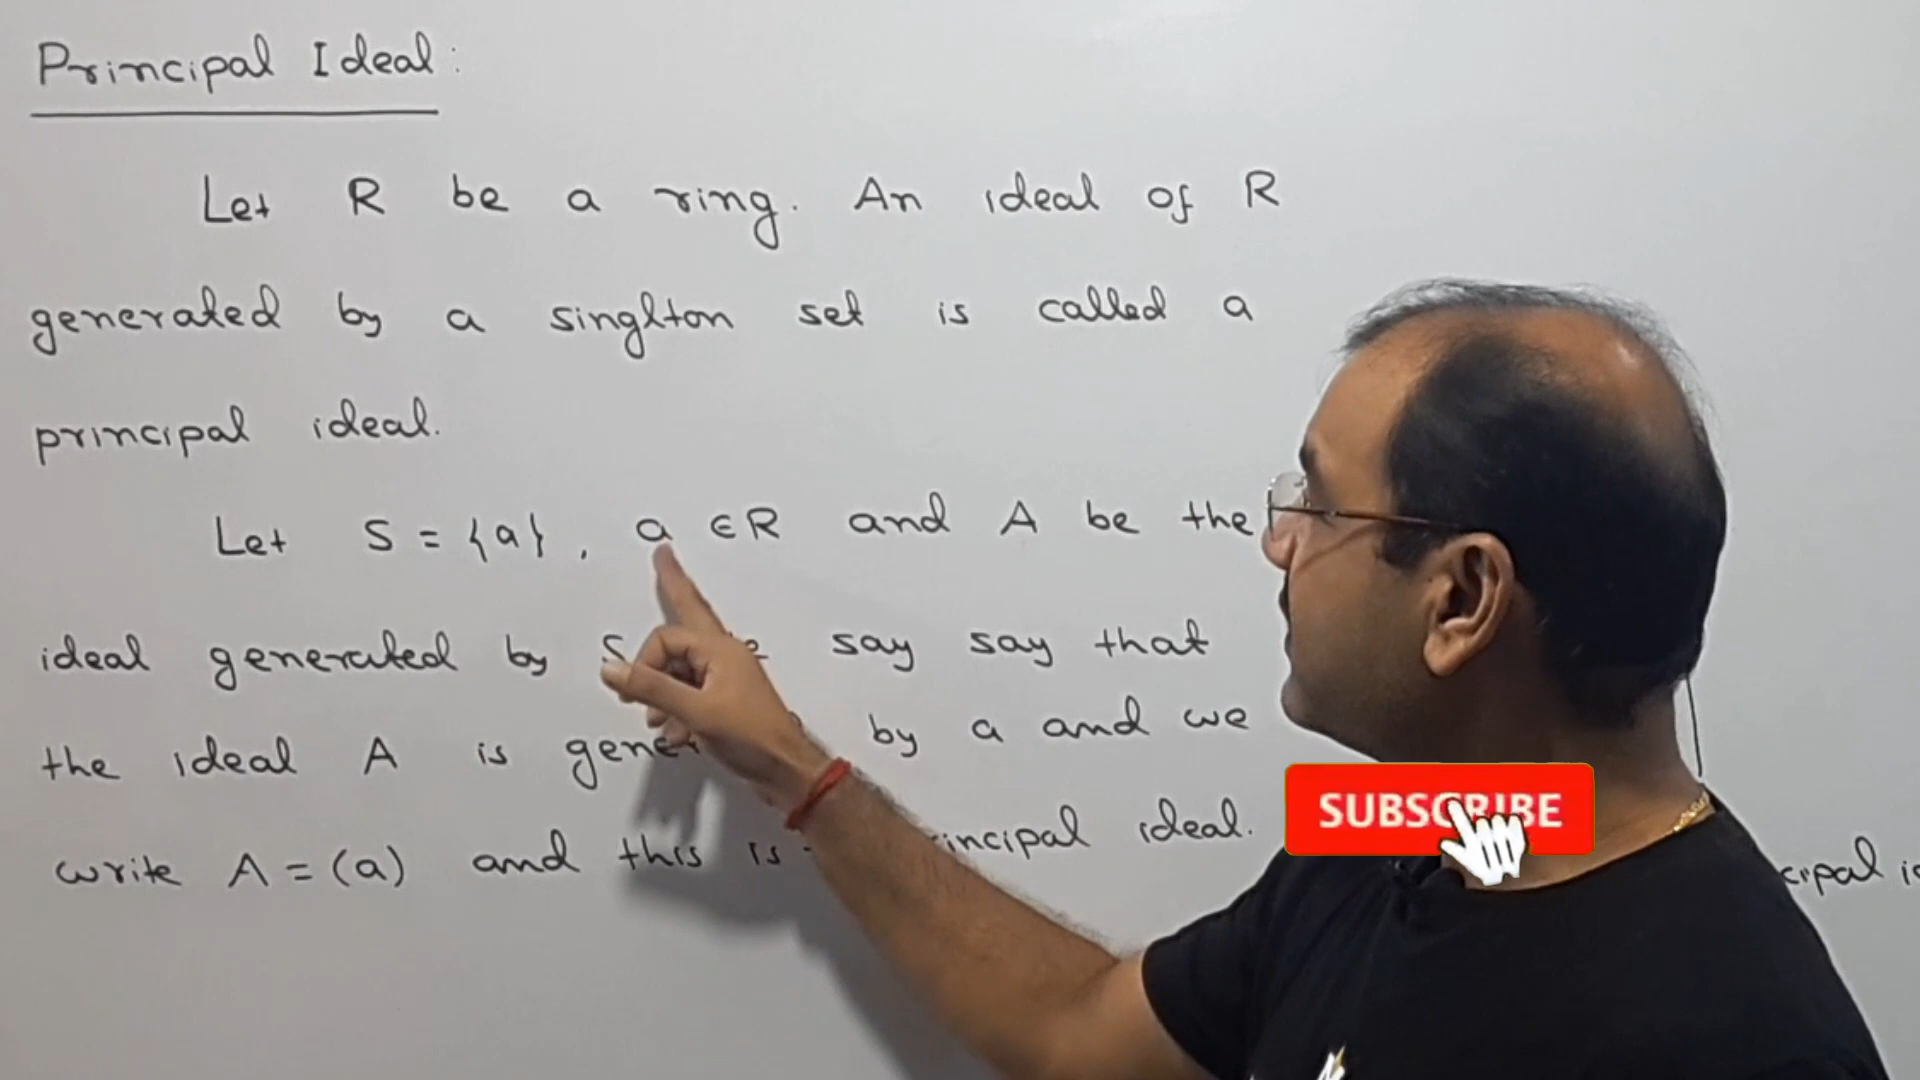 Principal Ideal:
Let R be a ring. An ideal of R
generated by a singlton set is called a
principal ideal.
Let S = {a}, a ∈ R and A be the
ideal generated by S say say that
the ideal A is by a and we
write A = (a) and this is ideal.
SUBSCRIBE